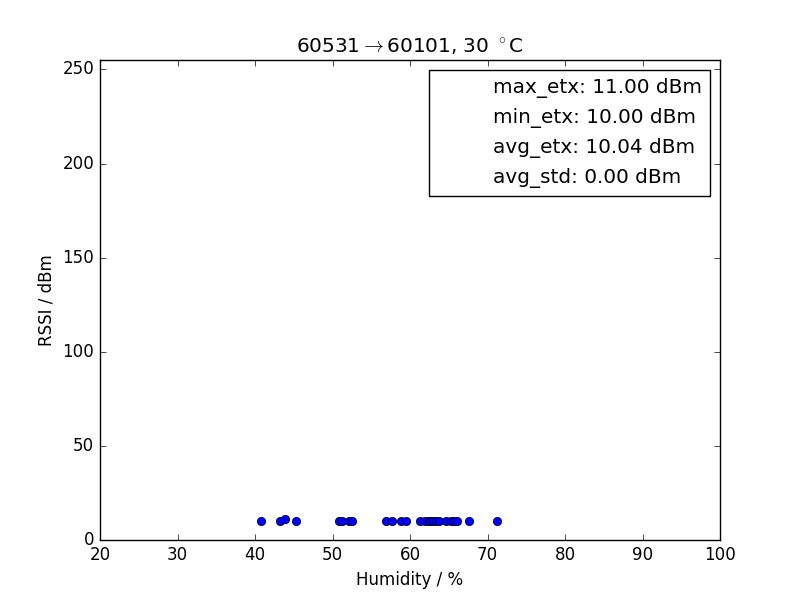 60531→60101, 30 °C
250
200
150
100
50
0
RSSI / dBm
max_etx: 11.00 dBm
min_etx: 10.00 dBm
avg_etx: 10.04 dBm
avg_std: 0.00 dBm
20 30 40 50 60 70 80 90 100
Humidity / %